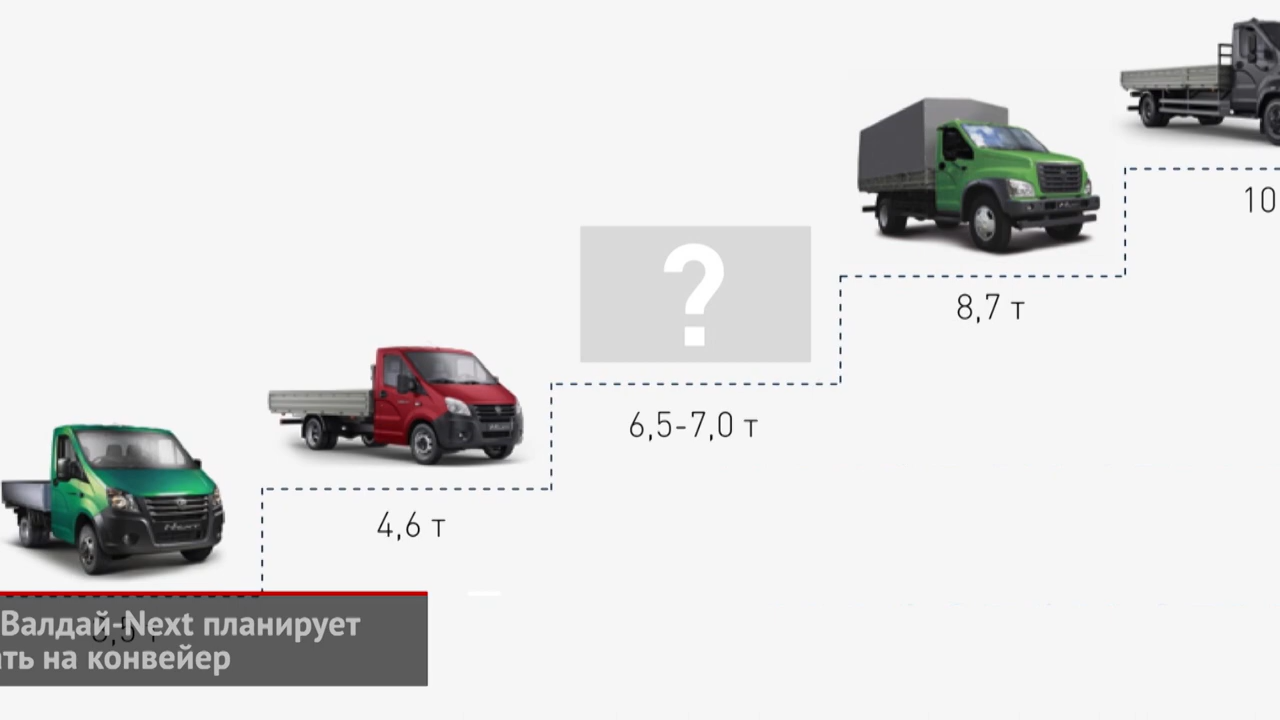 10
8,7 т
?
6,5-7,0 т
4,6 т
Валдай-Next планирует
ать на конвейер